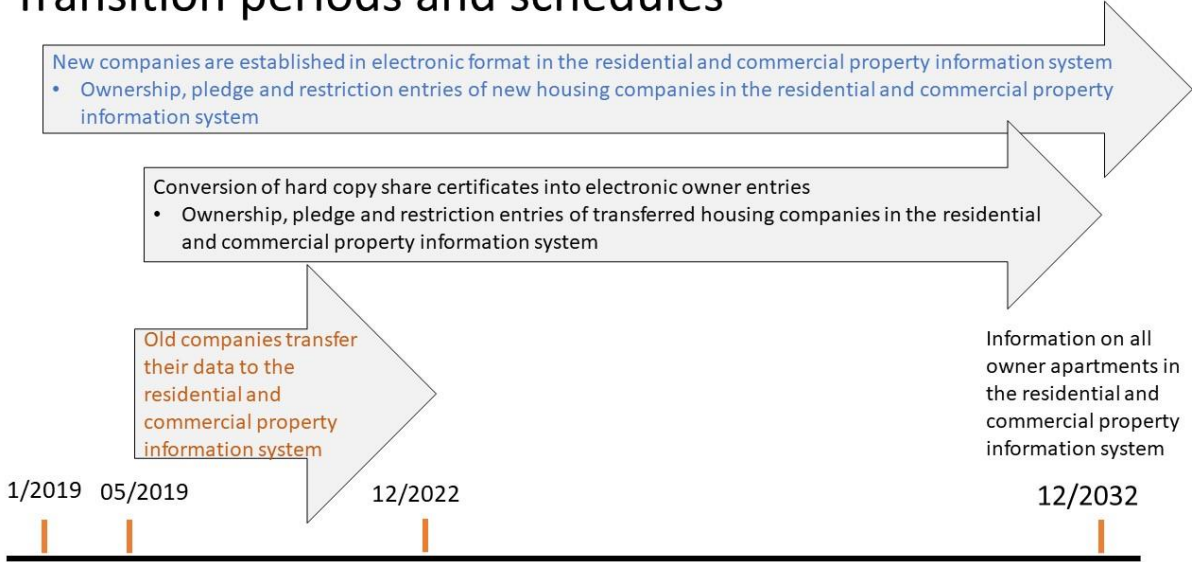 Transition periods and schedules
New companies are established in electronic format in the residential and commercial property information system
• Ownership, pledge and restriction entries of new housing companies in the residential and commercial property
information system
Conversion of hard copy share certificates into electronic owner entries
• Ownership, pledge and restriction entries of transferred housing companies in the residential
and commercial property information system
Old companies transfer
their data to the
residential and
commercial property
information system
Information on all
owner apartments in
the residential and
commercial property
information system
1/2019
05/2019
12/2022
12/2032